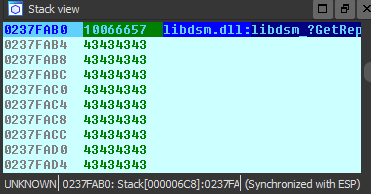 Stack view
0237FAB0 10066657 libdsm.dll:libdsm_?GetRep
0237FAB4 43434343
0237FAB8 43434343
0237FABC 43434343
0237FAC0 43434343
0237FAC4 43434343
0237FAC8 43434343
0237FACC 43434343
0237FAD0 43434343
0237FAD4 43434343
UNKNOWN 0237FAB0: Stack[000006C8]:0237FA (Synchronized with ESP)